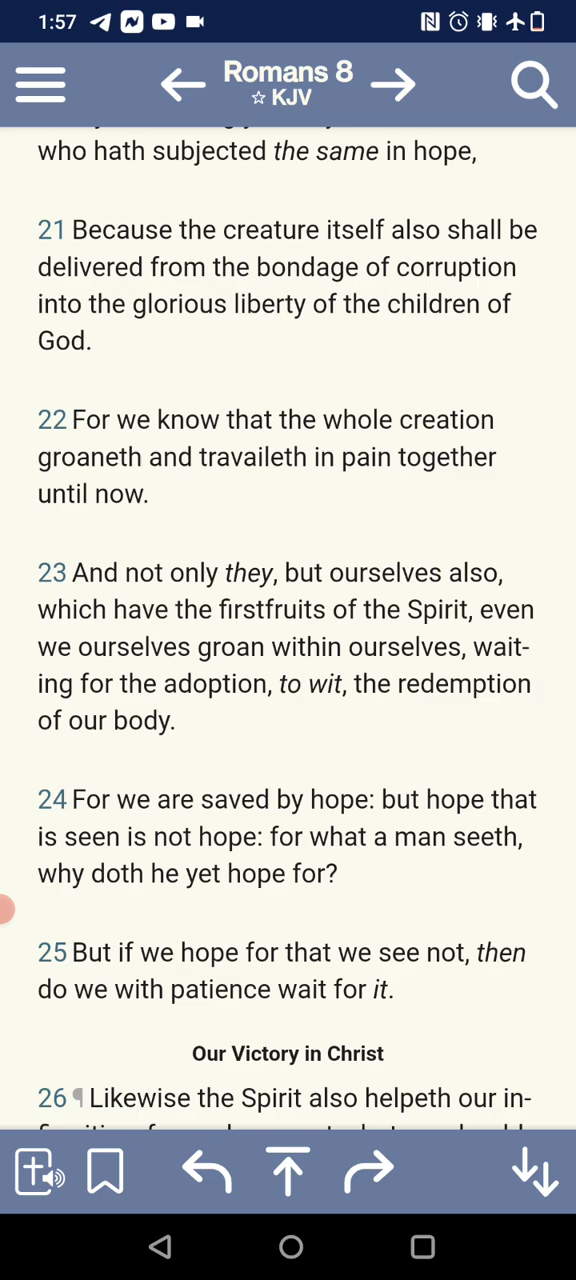 1:57
Romans 8
☆ KJV
who hath subjected the same in hope,
21 Because the creature itself also shall be
delivered from the bondage of corruption
into the glorious liberty of the children of
God.
22 For we know that the whole creation
groaneth and travaileth in pain together
until now.
23 And not only they, but ourselves also,
which have the firstfruits of the Spirit, even
we ourselves groan within ourselves, wait-
ing for the adoption, to wit, the redemption
of our body.
24 For we are saved by hope: but hope that
is seen is not hope: for what a man seeth,
why doth he yet hope for?
25 But if we hope for that we see not, then
do we with patience wait for it.
Our Victory in Christ
26 ¶ Likewise the Spirit also helpeth our in-